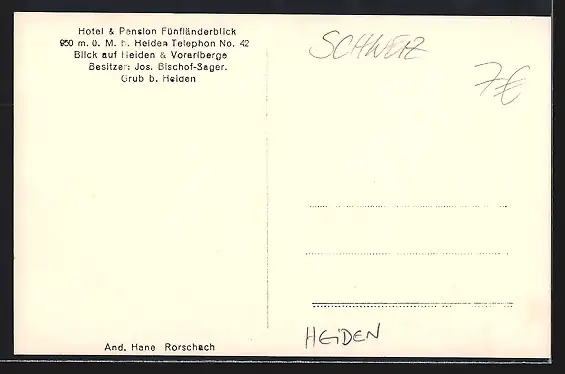 Hotel & Pension Fünfländerblick
950 m. ü. M. b. Heiden Telephon No. 42
Blick auf Heiden & Vorarlberge
Besitzer: Jos. Bischof-Sager.
Grub b. Heiden
SCHWEIZ
7€
And. Hane Rorschach
HEiDEN